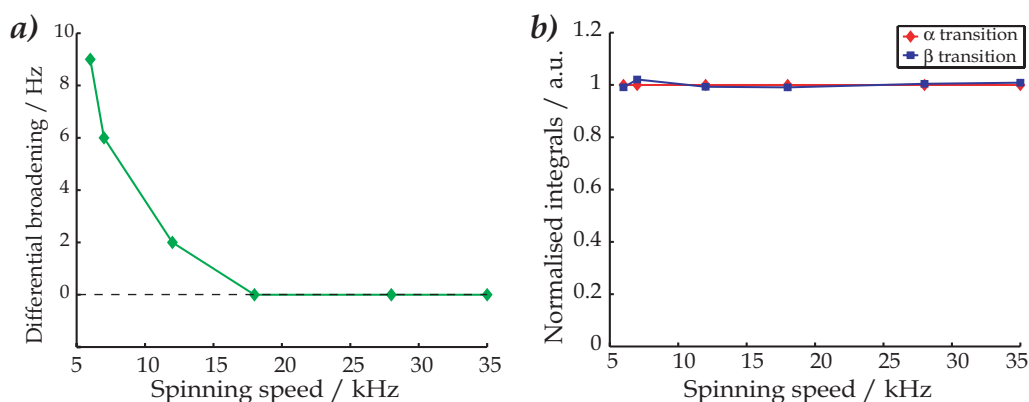 a)
Differential broadening / Hz
10
8
6
4
2
0
5 10 15 20 25 30 35
Spinning speed / kHz
b)
Normalised integrals / a.u.
1.2
1
0.8
0.6
0.4
0.2
0
5 10 15 20 25 30 35
Spinning speed / kHz
α transition
β transition